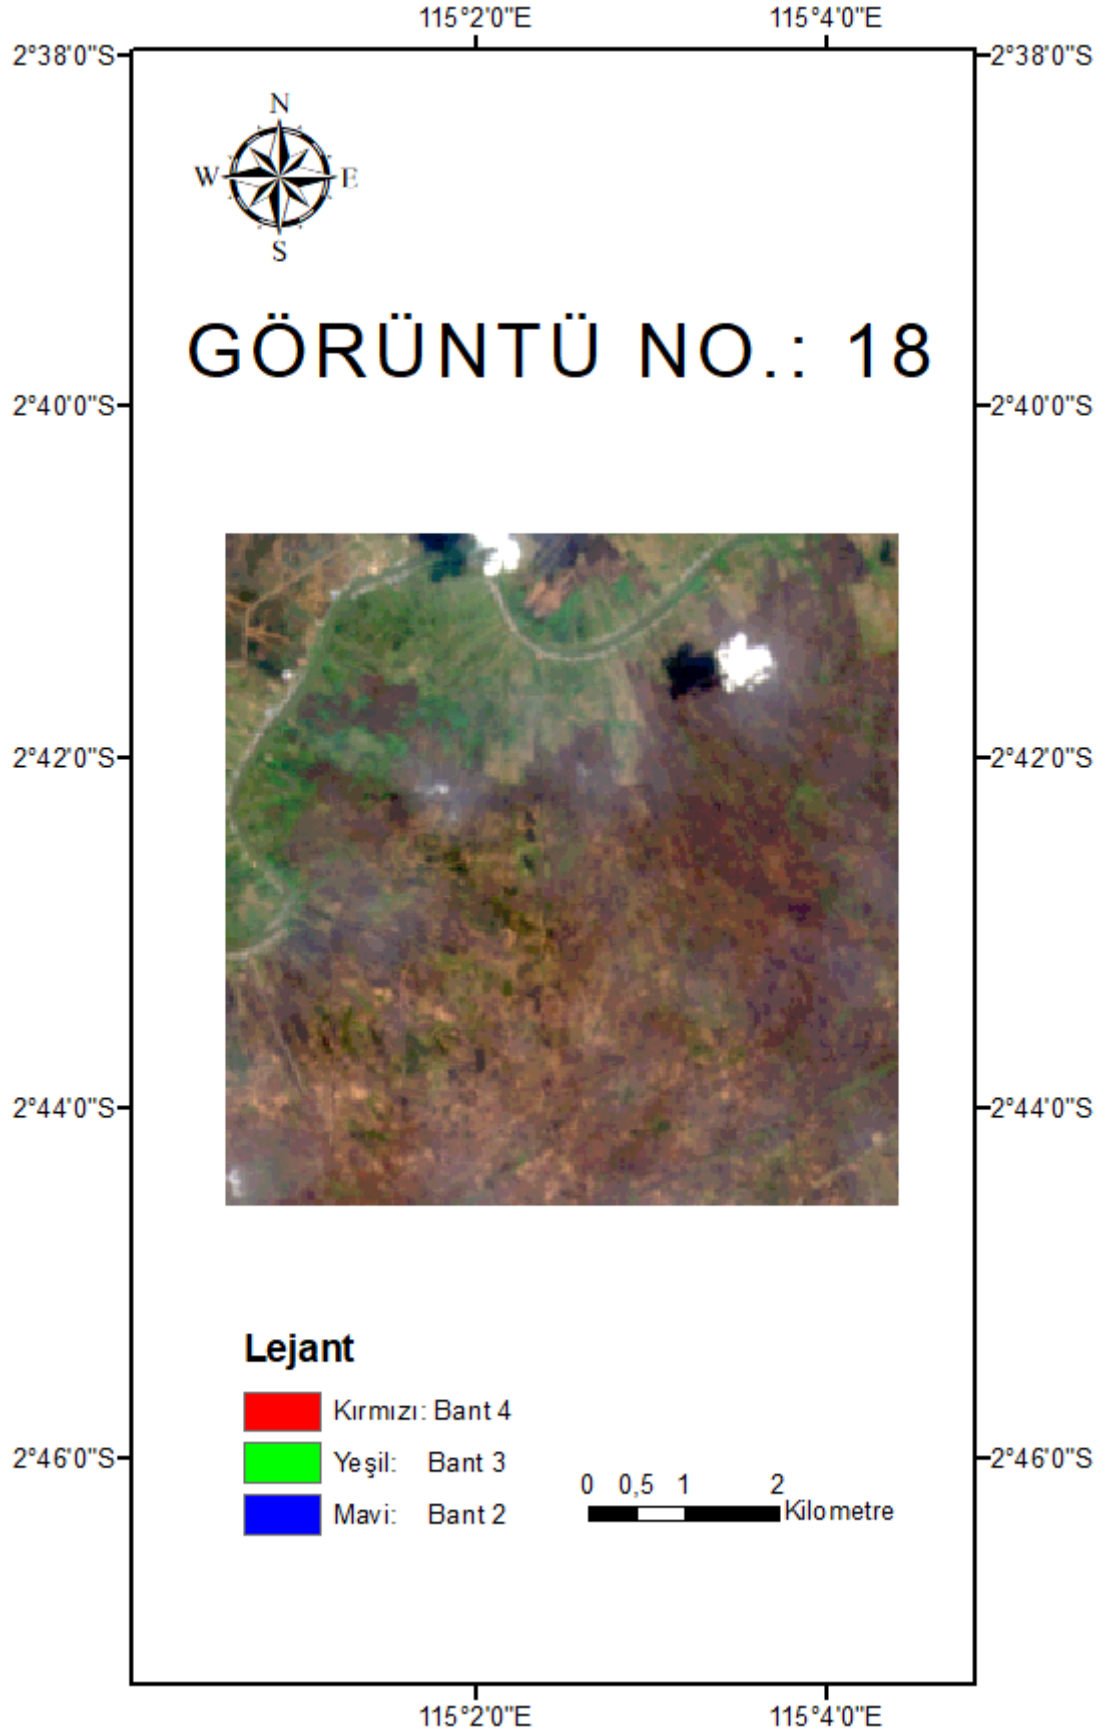 115°2'0"E 115°4'0"E
2°38'0"S 2°38'0"S
N
W E
S
GÖRÜNTÜ NO.: 18
2°40'0"S 2°40'0"S
2°42'0"S 2°42'0"S
2°44'0"S 2°44'0"S
Lejant
Kırmızı: Bant 4
Yeşil: Bant 3
Mavi: Bant 2
2°46'0"S 2°46'0"S
0 0,5 1 2
Kilometre
115°2'0"E 115°4'0"E